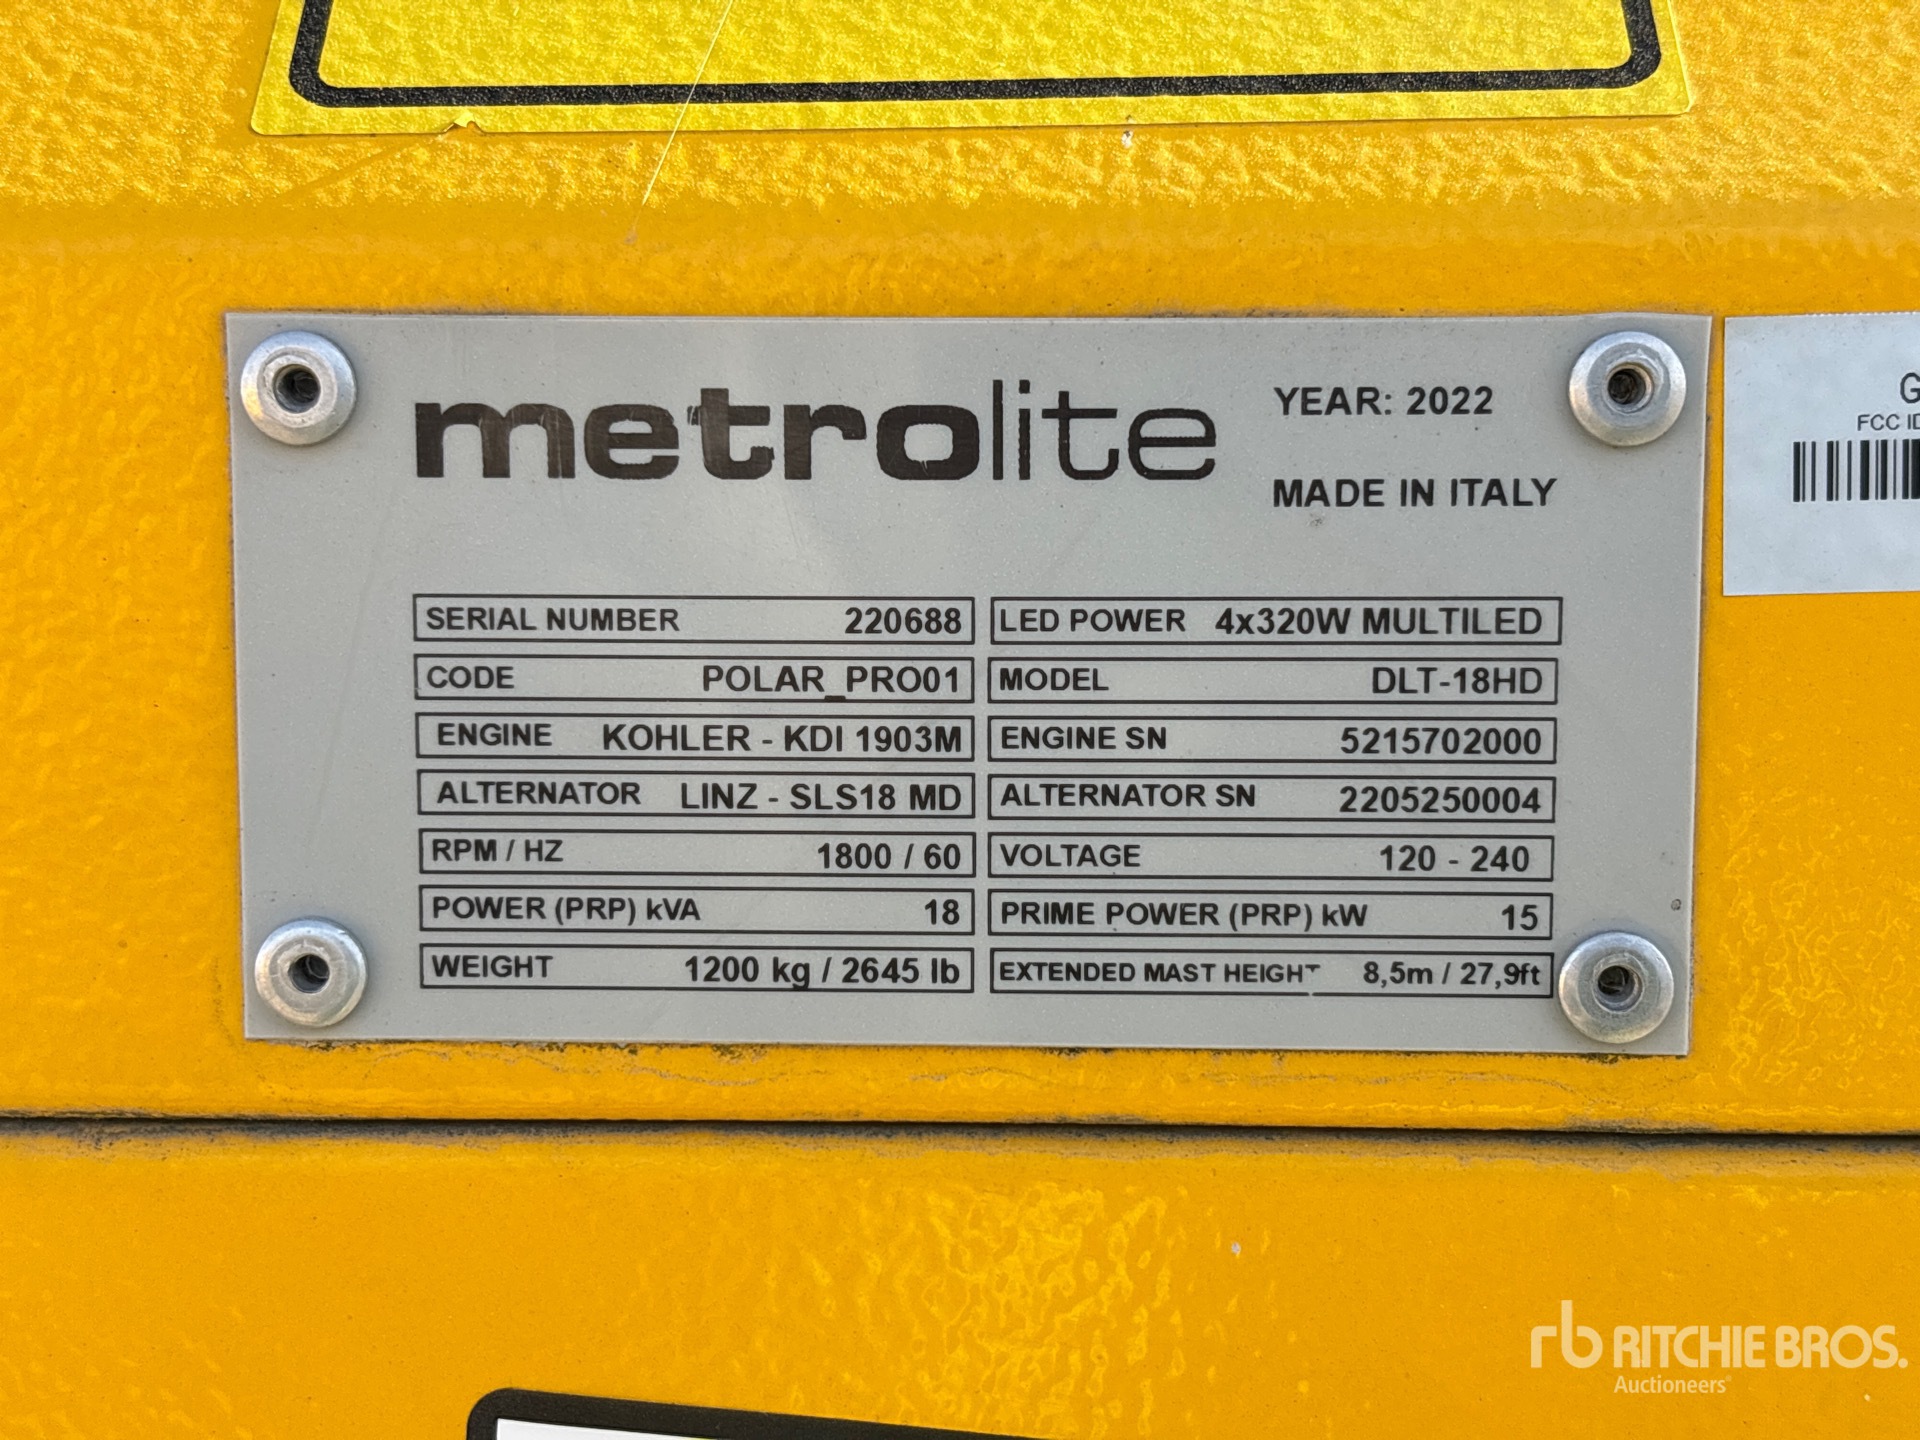 metrolite
YEAR: 2022
MADE IN ITALY
SERIAL NUMBER 220688
LED POWER 4x320W MULTILED
CODE POLAR_PRO01
MODEL DLT-18HD
ENGINE KOHLER - KDI 1903M
ENGINE SN 5215702000
ALTERNATOR LINZ - SLS18 MD
ALTERNATOR SN 2205250004
RPM / HZ 1800 / 60
VOLTAGE 120 - 240
POWER (PRP) kVA 18
PRIME POWER (PRP) kW 15
WEIGHT 1200 kg / 2645 lb
EXTENDED MAST HEIGHT 8,5m / 27,9ft
FCC ID
rb RITCHIE BROS.
Auctioneers